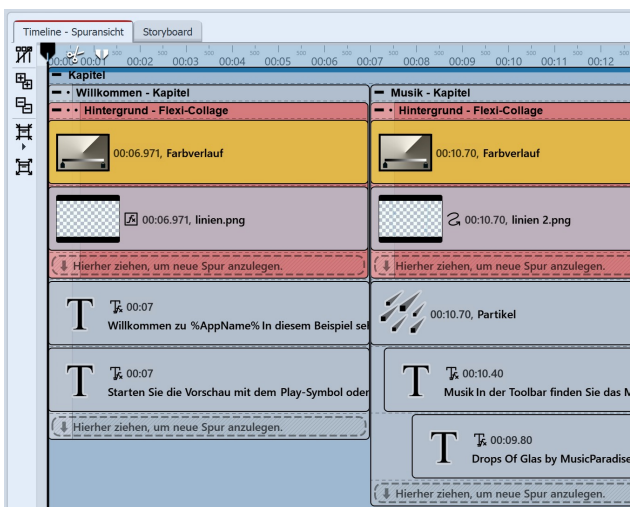 Timeline - Spuransicht Storyboard
00:00 00:01 00:02 00:03 00:04 00:05 00:06 00:07 00:08 00:09 00:10 00:11 00:12
Kapitel
Willkommen - Kapitel
Musik - Kapitel
Hintergrund - Flexi-Collage
Hintergrund - Flexi-Collage
00:06.971, Farbverlauf
00:10.70, Farbverlauf
00:06.971, linien.png
00:10.70, linien 2.png
Hierher ziehen, um neue Spur anzulegen.
Hierher ziehen, um neue Spur anzulegen.
00:07
Willkommen zu %AppName% In diesem Beispiel sel
00:10.70, Partikel
00:07
Starten Sie die Vorschau mit dem Play-Symbol oder
00:10.40
Musik In der Toolbar finden Sie das M
Hierher ziehen, um neue Spur anzulegen.
00:09.80
Drops Of Glas by MusicParadise
Hierher ziehen, um neue Spur anzulegen.